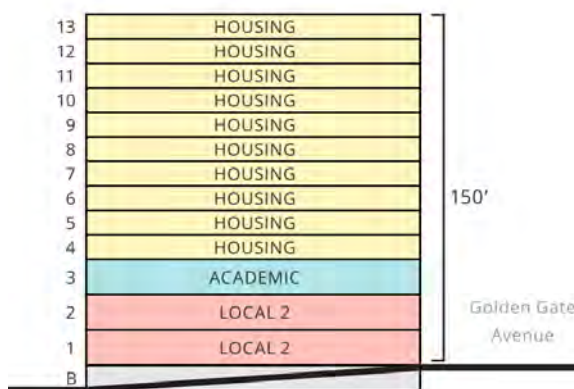 13 HOUSING
12 HOUSING
11 HOUSING
10 HOUSING
9 HOUSING
8 HOUSING
7 HOUSING
6 HOUSING
150’
5 HOUSING
4 HOUSING
3 ACADEMIC
2 LOCAL 2
Golden Gate
Avenue
1 LOCAL 2
B